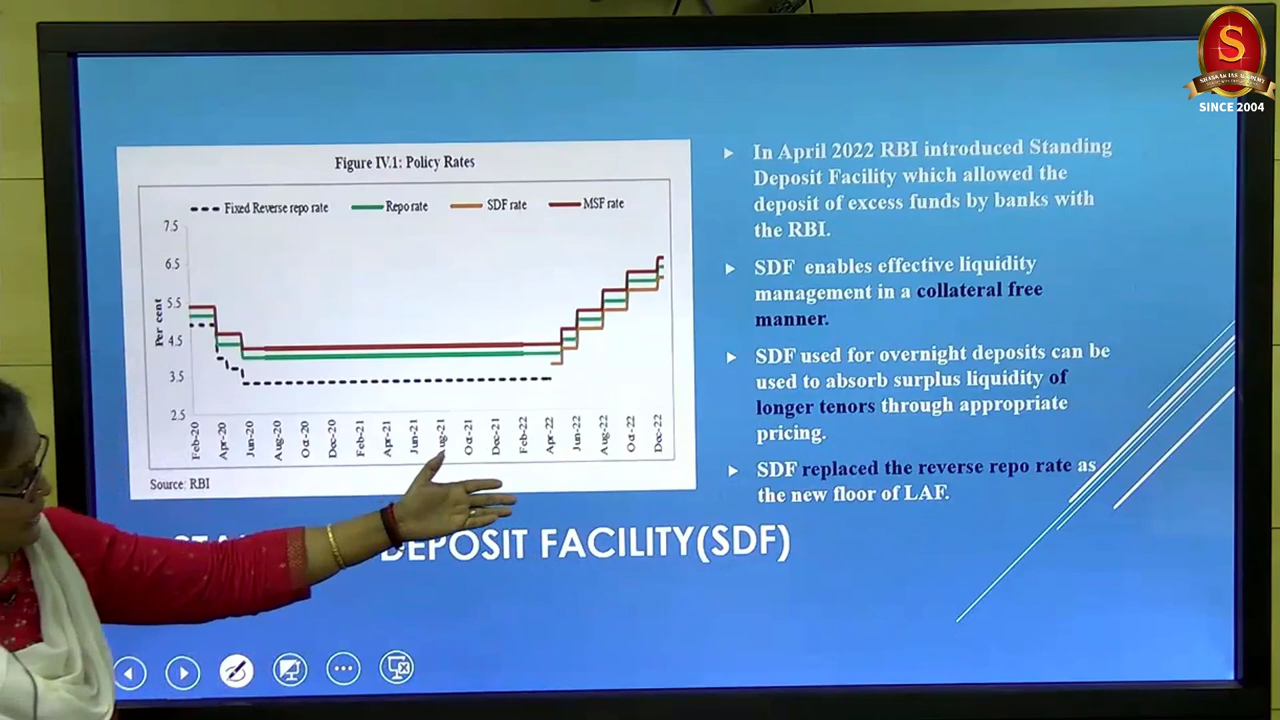 S
SHANKAR IAS ACADEMY
SINCE 2004
Figure IV.1: Policy Rates
Fixed Reverse repo rate
Repo rate
SDF rate
MSF rate
7.5
6.5
5.5
4.5
3.5
2.5
Per cent
Feb-20
Apr-20
Jun-20
Aug-20
Oct-20
Dec-20
Feb-21
Apr-21
Jun-21
ug-21
Oct-21
Dec-21
Feb-22
Apr-22
Jun-22
Aug-22
Oct-22
Dec-22
Source: RBI
In April 2022 RBI introduced Standing
Deposit Facility which allowed the
deposit of excess funds by banks with
the RBI.
SDF enables effective liquidity
management in a collateral free
manner.
SDF used for overnight deposits can be
used to absorb surplus liquidity of
longer tenors through appropriate
pricing.
SDF replaced the reverse repo rate as
the new floor of LAF.
DEPOSIT FACILITY(SDF)